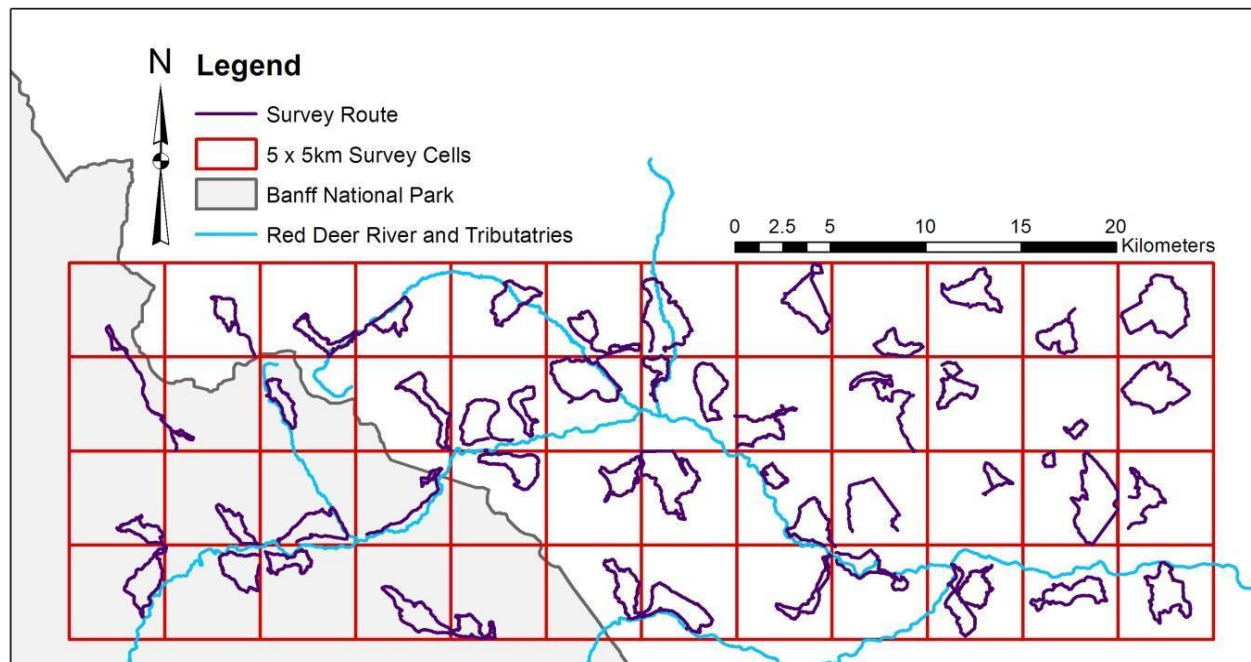 N
Legend
Survey Route
5 x 5km Survey Cells
Banff National Park
Red Deer River and Tributatries
0 2.5 5 10 15 20
Kilometers